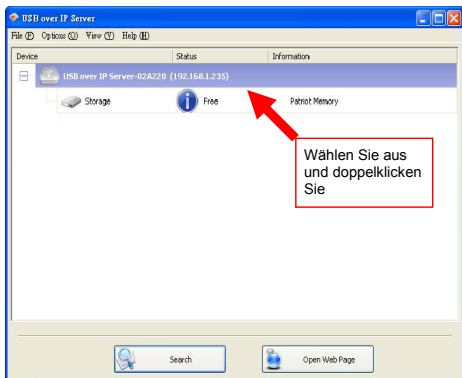 USB over IP Server
File (F) Options (O) View (V) Help (H)
Device Status Information
USB over IP Server-02A220 (192.168.1.235)
Storage Free Patriot Memory
Wählen Sie aus
und doppelklicken
Sie
Search Open Web Page